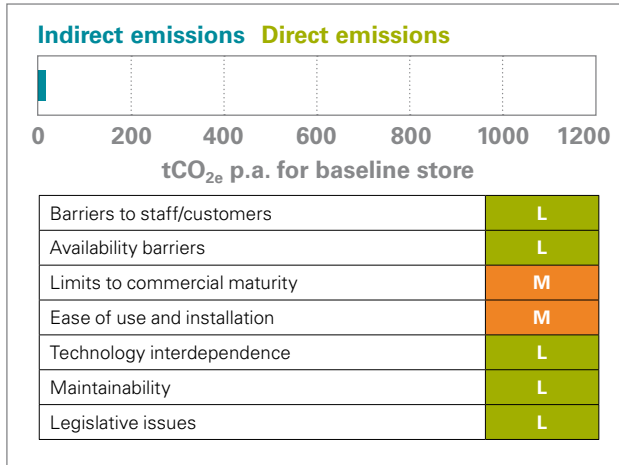 Indirect emissions Direct emissions
0 200 400 600 800 1000 1200
tCO2e p.a. for baseline store
Barriers to staff/customers L
Availability barriers L
Limits to commercial maturity M
Ease of use and installation M
Technology interdependence L
Maintainability L
Legislative issues L